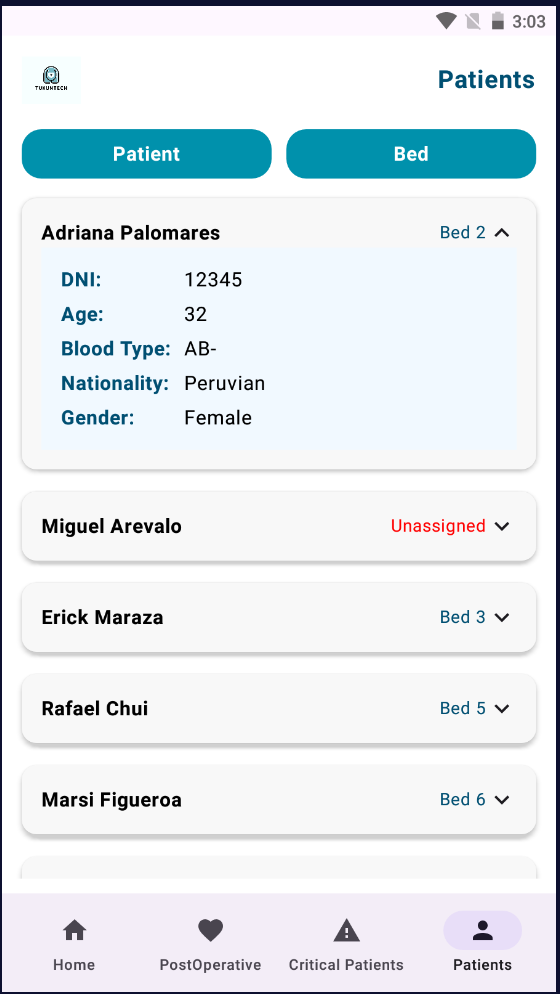 3:03
TUKUNTECH
Patients
Patient Bed
Adriana Palomares Bed 2
DNI: 12345
Age: 32
Blood Type: AB-
Nationality: Peruvian
Gender: Female
Miguel Arevalo Unassigned
Erick Maraza Bed 3
Rafael Chui Bed 5
Marsi Figueroa Bed 6
Home PostOperative Critical Patients Patients